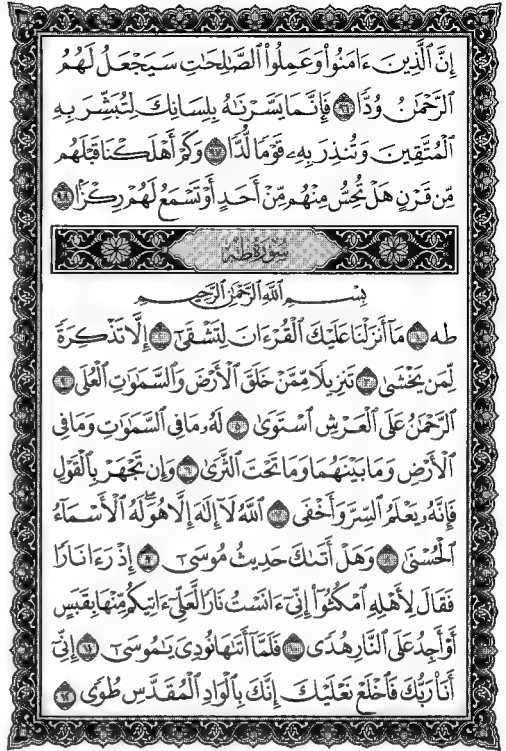 إِنَّ ٱلَّذِينَ ءَامَنُوا۟ وَعَمِلُوا۟ ٱلصَّـٰلِحَـٰتِ سَيَجْعَلُ لَهُمُ
ٱلرَّحْمَـٰنُ وُدًّا ٩٦ فَإِنَّمَا يَسَّرْنَـٰهُ بِلِسَانِكَ لِتُبَشِّرَ بِهِ
ٱلْمُتَّقِينَ وَتُنذِرَ بِهِۦ قَوْمًا لُّدًّا ٩٧ وَكَمْ أَهْلَكْنَا قَبْلَهُم
مِّن قَرْنٍ هَلْ تُحِسُّ مِنْهُم مِّنْ أَحَدٍ أَوْ تَسْمَعُ لَهُمْ رِكْزًۢا ٩٨
سُورَةُ طه
بِسْمِ ٱللَّهِ ٱلرَّحْمَـٰنِ ٱلرَّحِيمِ
طه ١ مَآ أَنزَلْنَا عَلَيْكَ ٱلْقُرْءَانَ لِتَشْقَىٰٓ ٢ إِلَّا تَذْكِرَةً
لِّمَن يَخْشَىٰ ٣ تَنزِيلًا مِّمَّنْ خَلَقَ ٱلْأَرْضَ وَٱلسَّمَـٰوَٰتِ ٱلْعُلَى ٤
ٱلرَّحْمَـٰنُ عَلَى ٱلْعَرْشِ ٱسْتَوَىٰ ٥ لَهُۥ مَا فِى ٱلسَّمَـٰوَٰتِ وَمَا فِى
ٱلْأَرْضِ وَمَا بَيْنَهُمَا وَمَا تَحْتَ ٱلثَّرَىٰ ٦ وَإِن تَجْهَرْ بِٱلْقَوْلِ
فَإِنَّهُۥ يَعْلَمُ ٱلسِّرَّ وَأَخْفَى ٧ ٱللَّهُ لَآ إِلَـٰهَ إِلَّا هُوَ ۖ لَهُ ٱلْأَسْمَآءُ
ٱلْحُسْنَىٰ ٨ وَهَلْ أَتَىٰكَ حَدِيثُ مُوسَىٰٓ ٩ إِذْ رَءَا نَارًا
فَقَالَ لِأَهْلِهِ ٱمْكُثُوٓا۟ إِنِّىٓ ءَانَسْتُ نَارًا لَّعَلِّىٓ ءَاتِيكُم مِّنْهَا بِقَبَسٍ
أَوْ أَجِدُ عَلَى ٱلنَّارِ هُدًى ١٠ فَلَمَّآ أَتَىٰهَا نُودِىَ يَـٰمُوسَىٰٓ ١١ إِنِّىٓ
أَنَا۠ رَبُّكَ فَٱخْلَعْ نَعْلَيْكَ ۖ إِنَّكَ بِٱلْوَادِ ٱلْمُقَدَّسِ طُوًى ١٢